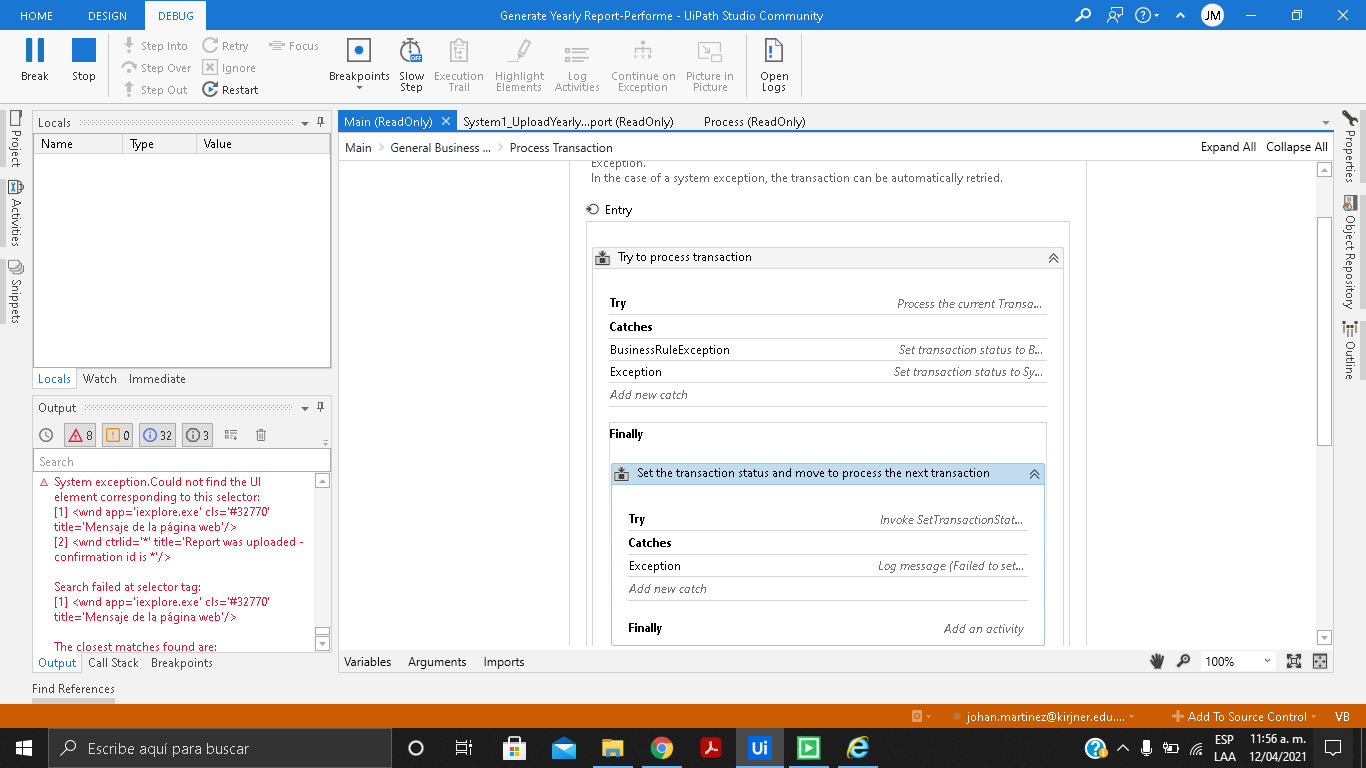 HOME DESIGN DEBUG Generate Yearly Report-Performe - UiPath Studio Community JM
Break Stop Step Into Step Over Step Out Retry Ignore Restart Focus Breakpoints Slow Step Execution Trail Highlight Elements Log Activities Continue on Exception Picture in Picture Open Logs
Project
Activities
Snippets
Locals
Name Type Value
Locals Watch Immediate
Output
8 0 32 3
Search
System exception.Could not find the UI
element corresponding to this selector:
[1] <wnd app='iexplore.exe' cls='#32770'
title='Mensaje de la página web'/>
[2] <wnd ctrlid='*' title='Report was uploaded -
confirmation id is *'/>
Search failed at selector tag:
[1] <wnd app='iexplore.exe' cls='#32770'
title='Mensaje de la página web'/>
The closest matches found are:
Output Call Stack Breakpoints
Find References
Main (ReadOnly) System1_UploadYearly...port (ReadOnly) Process (ReadOnly)
Main General Business ... Process Transaction Expand All Collapse All
Exception.
In the case of a system exception, the transaction can be automatically retried.
Entry
Try to process transaction
Try Process the current Transa...
Catches
BusinessRuleException Set transaction status to B...
Exception Set transaction status to Sy...
Add new catch
Finally
Set the transaction status and move to process the next transaction
Try Invoke SetTransactionStat...
Catches
Exception Log message (Failed to set...
Add new catch
Finally Add an activity
Variables Arguments Imports 100%
Properties
Object Repository
Outline
johan.martinez@kirjner.edu.... Add To Source Control VB
Escribe aquí para buscar Ui ESP LAA 11:56 a. m. 12/04/2021